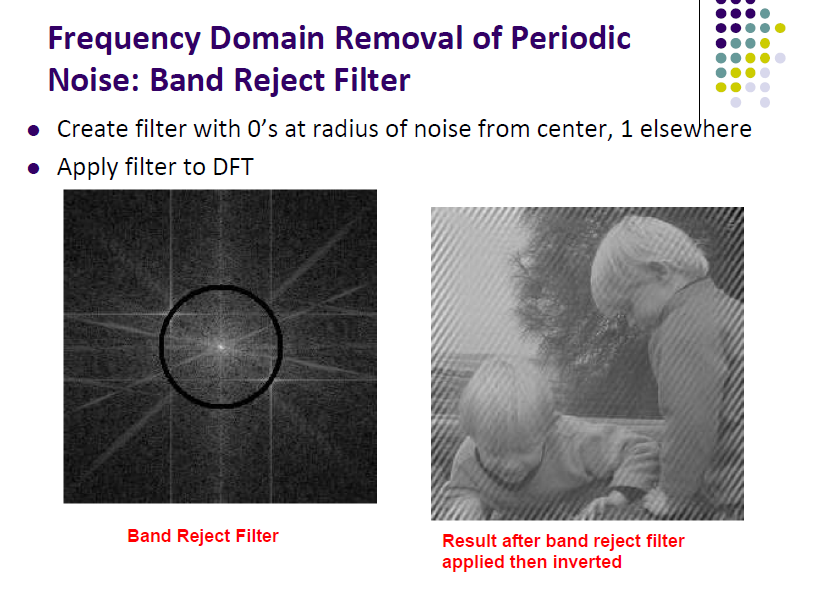 Frequency Domain Removal of Periodic
Noise: Band Reject Filter
Create filter with 0’s at radius of noise from center, 1 elsewhere
Apply filter to DFT
Band Reject Filter
Result after band reject filter
applied then inverted